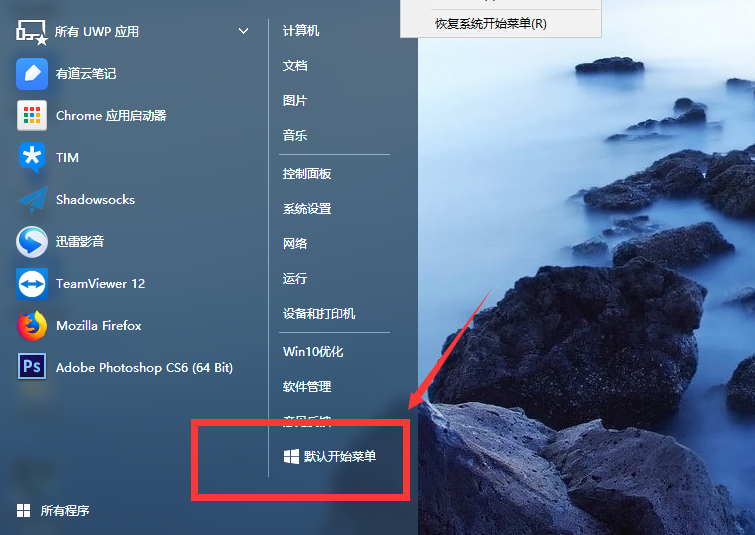 所有 UWP 应用
有道云笔记
Chrome 应用启动器
TIM
Shadowsocks
迅雷影音
TeamViewer 12
Mozilla Firefox
Ps
Adobe Photoshop CS6 (64 Bit)
所有程序
计算机
文档
图片
音乐
控制面板
系统设置
网络
运行
设备和打印机
Win10优化
软件管理
默认开始菜单
恢复系统开始菜单(R)